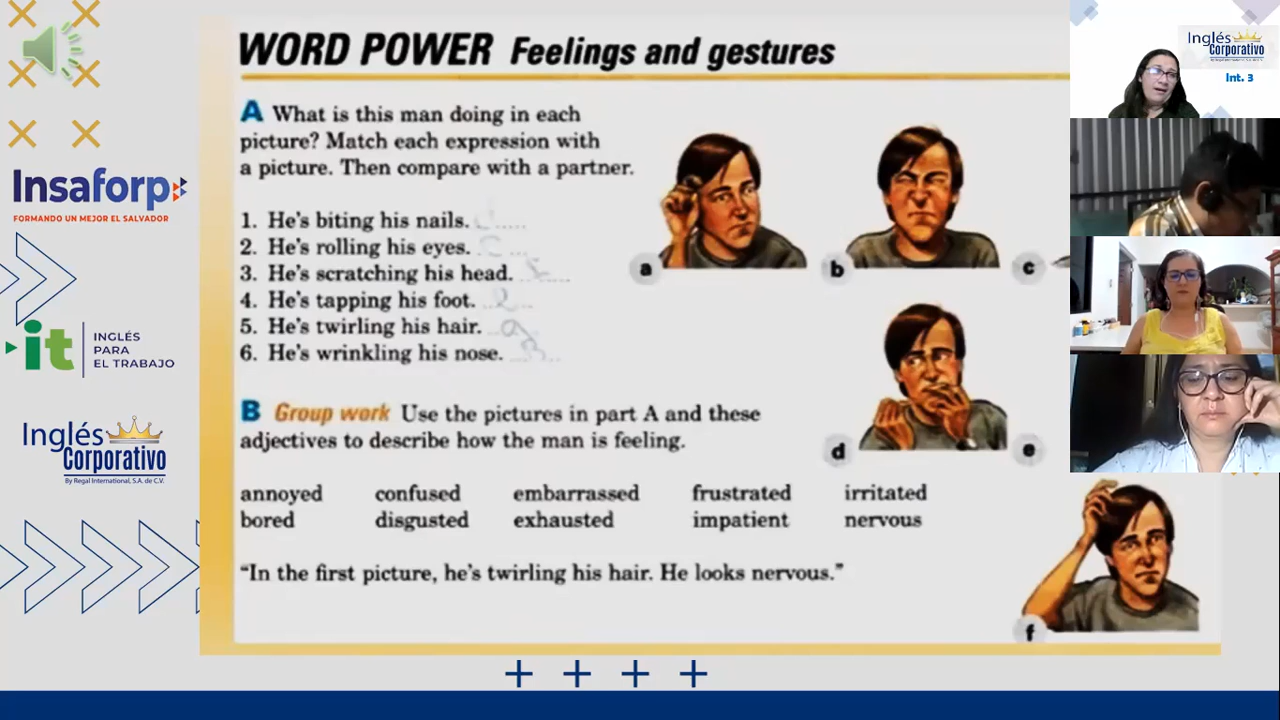 WORD POWER Feelings and gestures
A What is this man doing in each
picture? Match each expression with
a picture. Then compare with a partner.
1. He's biting his nails.
2. He's rolling his eyes.
3. He's scratching his head.
4. He's tapping his foot.
5. He's twirling his hair.
6. He's wrinkling his nose.
a
b
c
d
e
f
B Group work Use the pictures in part A and these
adjectives to describe how the man is feeling.
annoyed confused embarrassed frustrated irritated
bored disgusted exhausted impatient nervous
"In the first picture, he's twirling his hair. He looks nervous."
Insaforp
FORMANDO UN MEJOR EL SALVADOR
it INGLÉS
PARA
EL TRABAJO
Inglés
Corporativo
By Regal International, S.A. de C.V.
Inglés
Corporativo
Int. 3